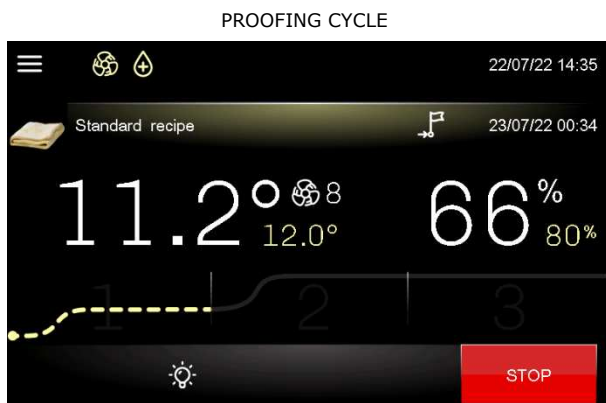 PROOFING CYCLE
22/07/22 14:35
Standard recipe
23/07/22 00:34
11.2° 8 66%
12.0° 80%
1 2 3
STOP